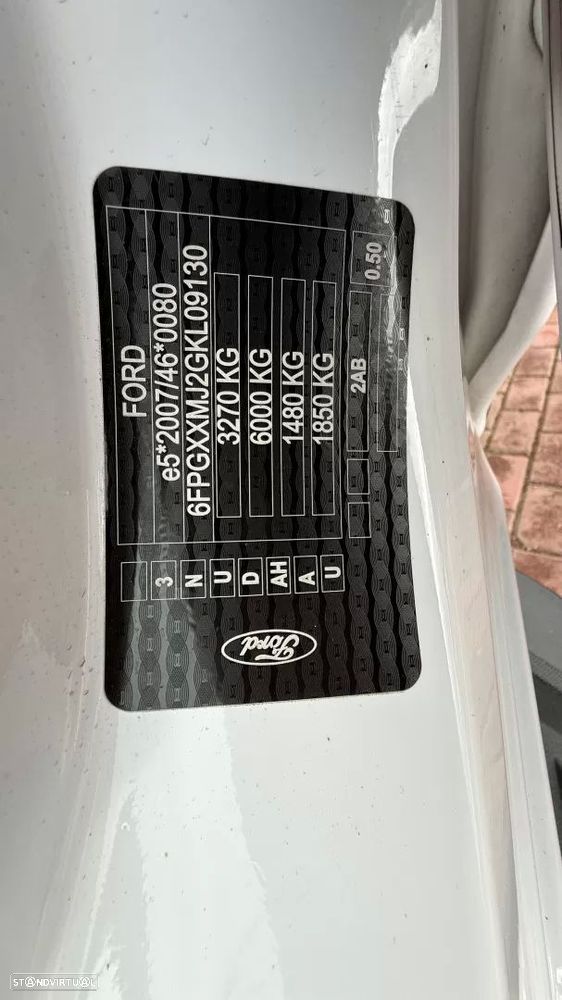 FORD
e5*2007/46*0080
6FPGXXMJ2GKL09130
3270 KG
6000 KG
1480 KG
1850 KG
2AB
0.50
3
N
U
D
AH
A
U
Ford
STANDVIRTUAL